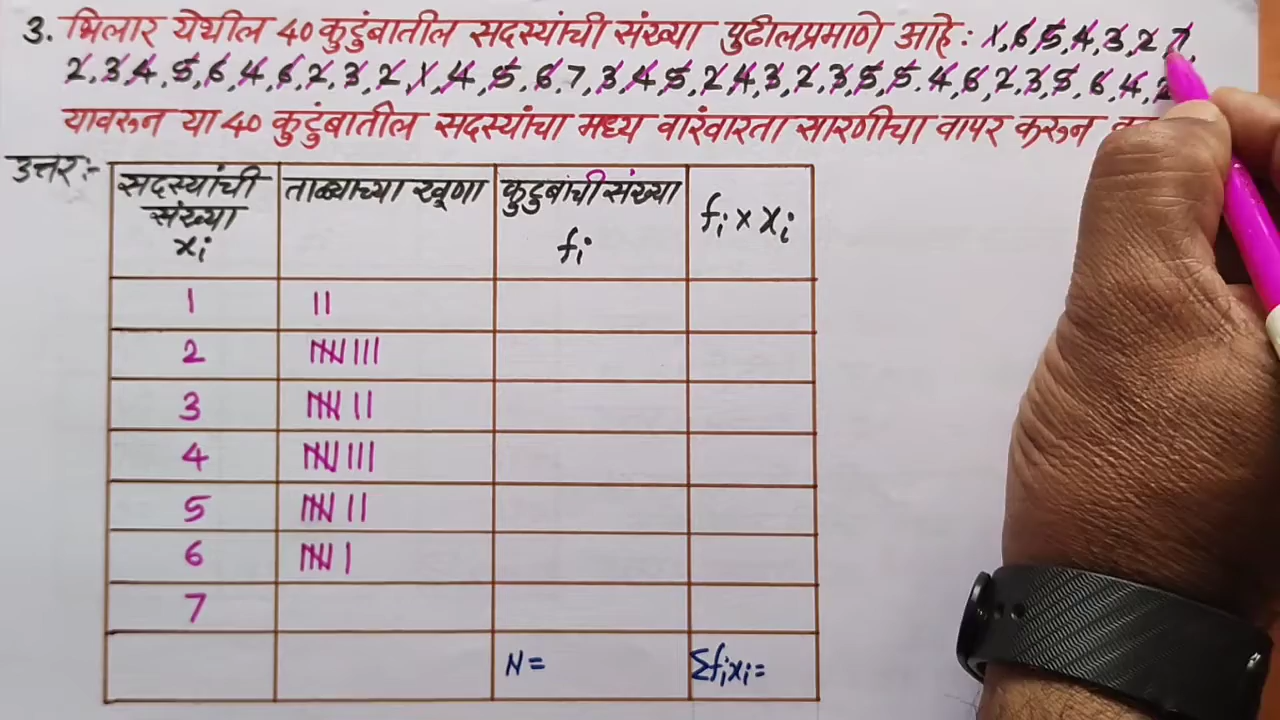 3. भिलार येथील 40 कुटुंबातील सदस्यांची संख्या पुढीलप्रमाणे आहे: 1,6,5,4,3,2,7,
2,3,4,5,6,4,6,2,3,2,1,4,5,6,7,3,4,5,2,4,3,2,3,5,5,4,6,2,3,5,6,4,2
यावरून या 40 कुटुंबातील सदस्यांचा मध्य वारंवारता सारणीचा वापर करून
उत्तर:-
सदस्यांची संख्या xi ताळ्याच्या खूणा कुटुबांची संख्या fi fi × xi
1 ||
2 |||| |||
3 |||| ||
4 |||| |||
5 |||| ||
6 |||| |
7
N= Σfixi=